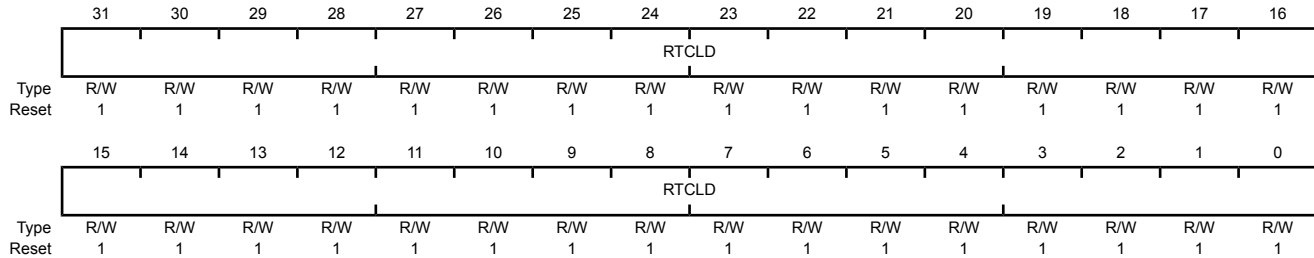 31 30 29 28 27 26 25 24 23 22 21 20 19 18 17 16
RTCLD
Type R/W R/W R/W R/W R/W R/W R/W R/W R/W R/W R/W R/W R/W R/W R/W R/W
Reset 1 1 1 1 1 1 1 1 1 1 1 1 1 1 1 1
15 14 13 12 11 10 9 8 7 6 5 4 3 2 1 0
RTCLD
Type R/W R/W R/W R/W R/W R/W R/W R/W R/W R/W R/W R/W R/W R/W R/W R/W
Reset 1 1 1 1 1 1 1 1 1 1 1 1 1 1 1 1